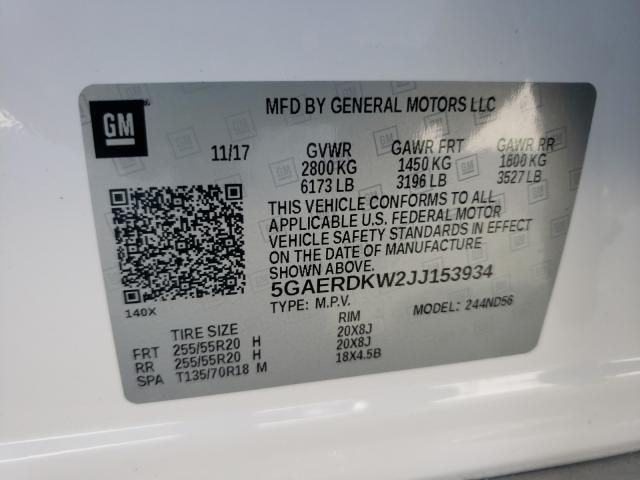 GM
MFD BY GENERAL MOTORS LLC
11/17 GVWR GAWR FRT GAWR RR
2800 KG 1450 KG 1800 KG
6173 LB 3196 LB 3527 LB
THIS VEHICLE CONFORMS TO ALL
APPLICABLE U.S. FEDERAL MOTOR
VEHICLE SAFETY STANDARDS IN EFFECT
ON THE DATE OF MANUFACTURE
SHOWN ABOVE.
5GAERDKW2JJ153934
140X
TYPE: M.P.V. MODEL: 244ND56
TIRE SIZE RIM
FRT 255/55R20 H 20X8J
RR 255/55R20 H 20X8J
SPA T135/70R18 M 18X4.5B